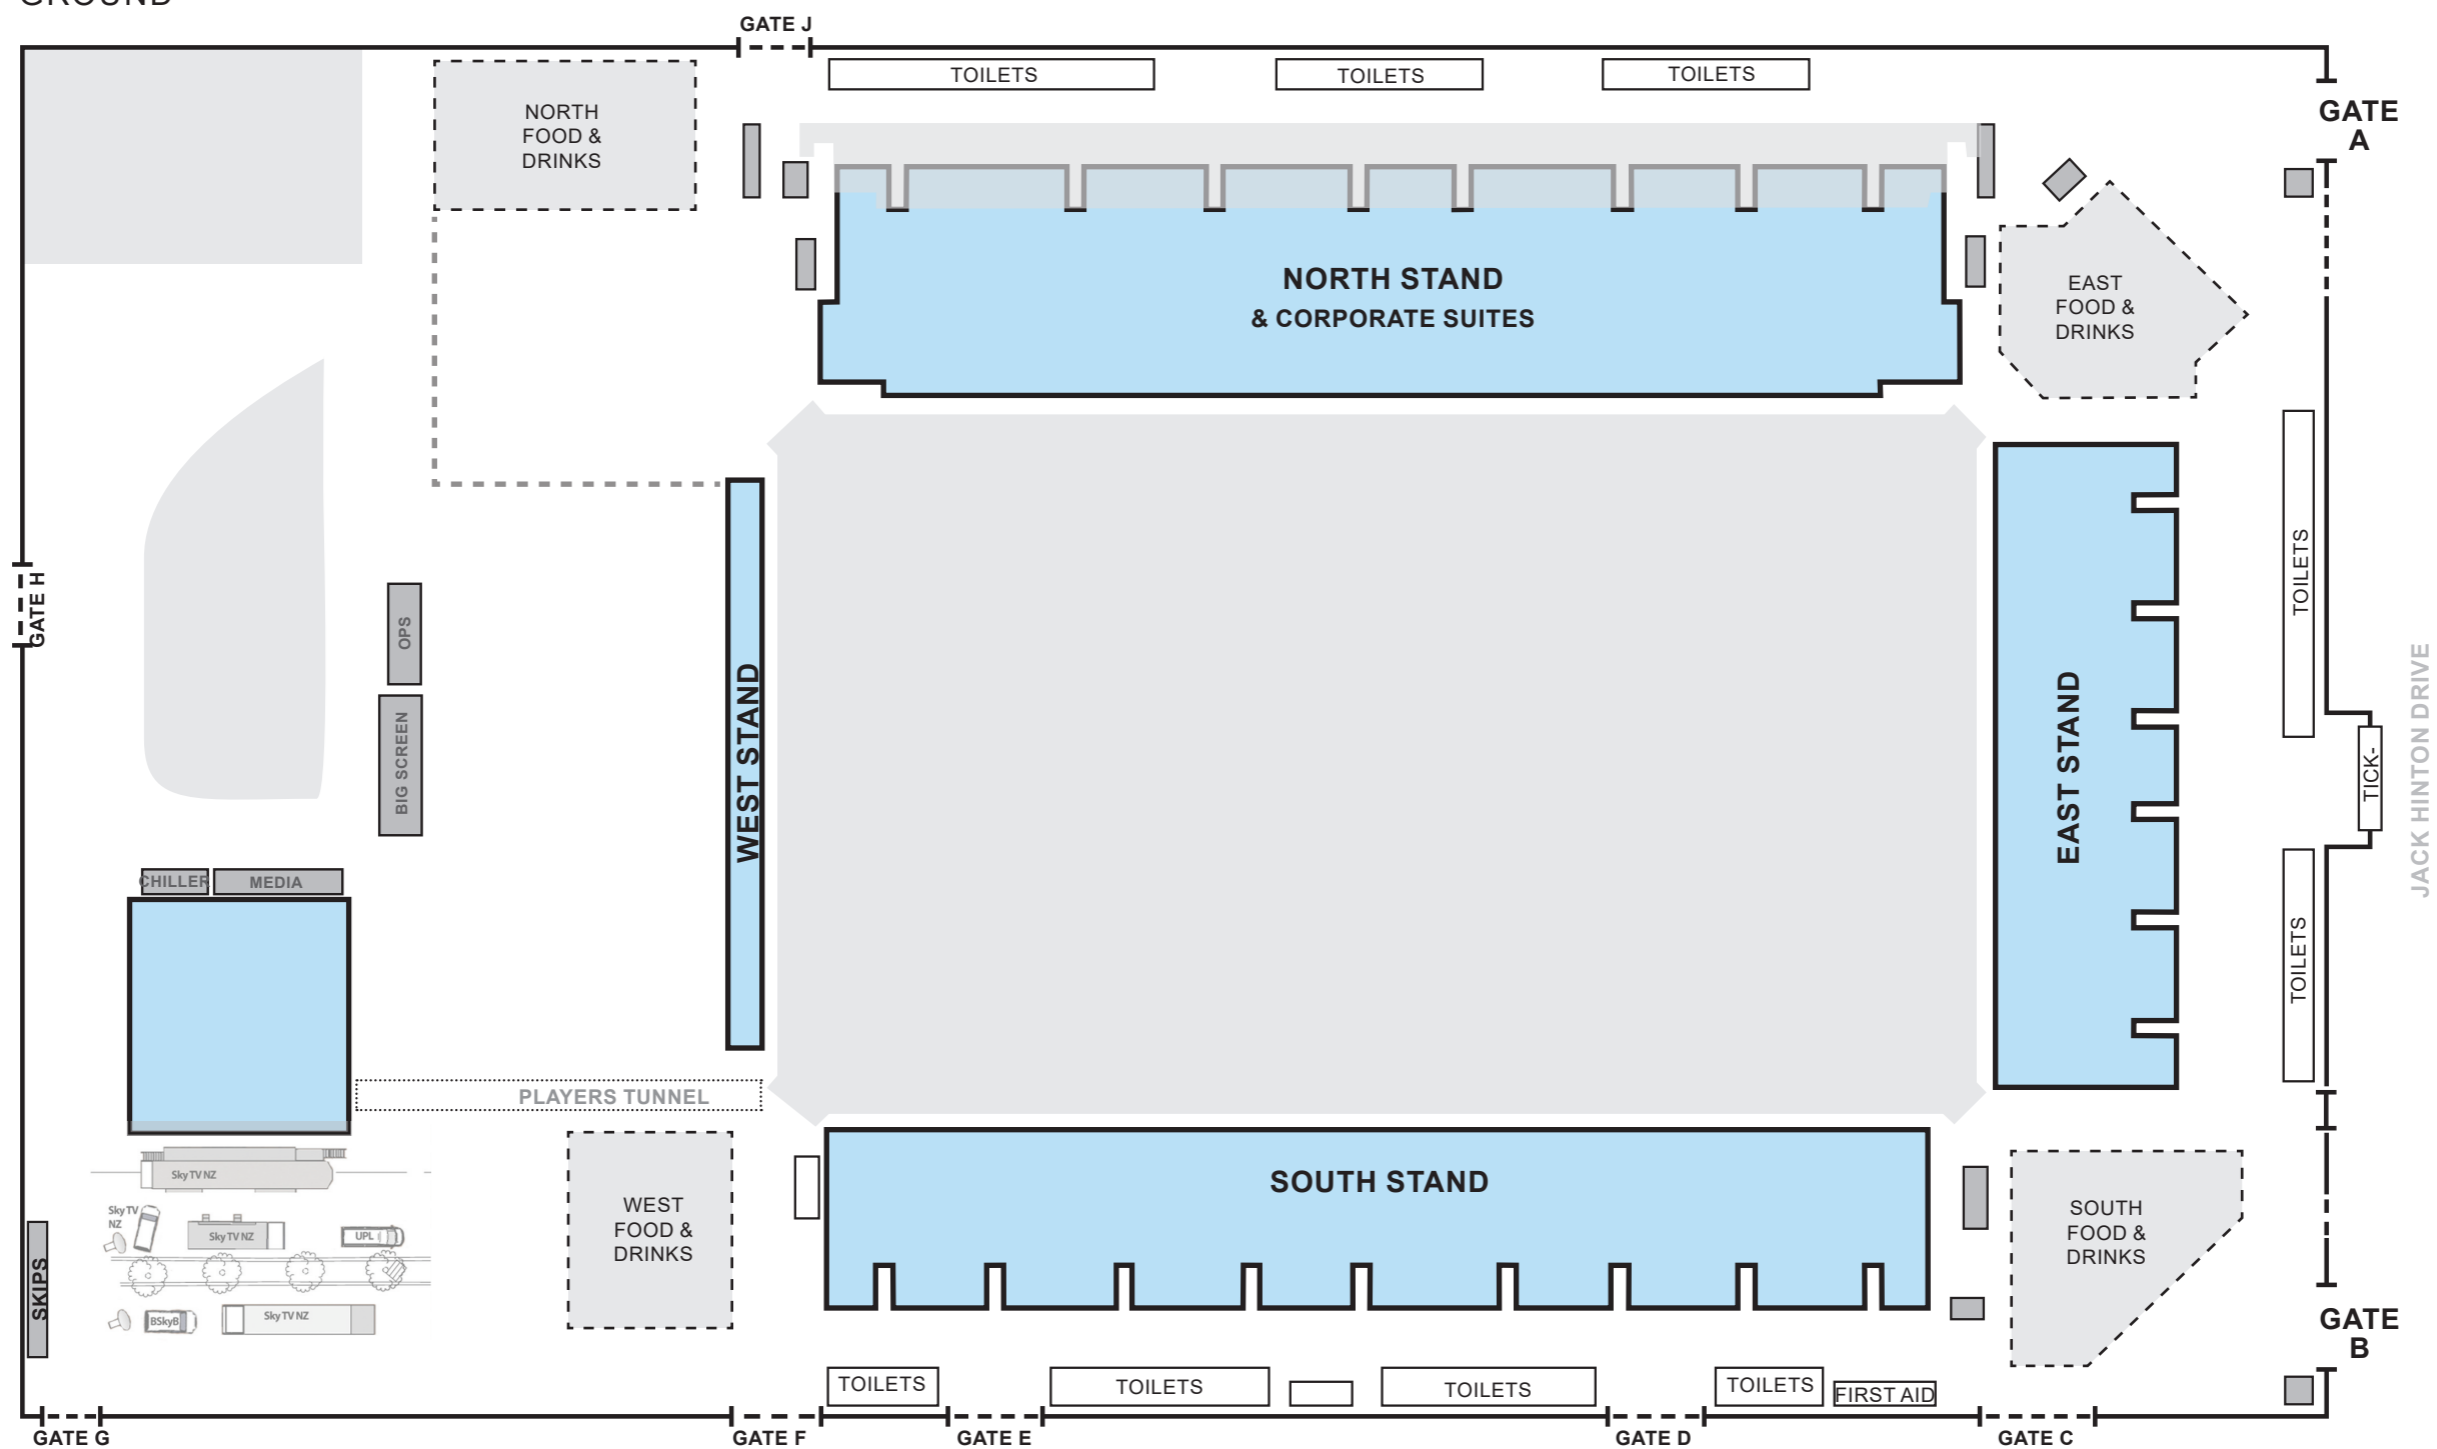 GROUND
GATE J
TOILETS
TOILETS
TOILETS
GATE
A
NORTH
FOOD &
DRINKS
NORTH STAND
& CORPORATE SUITES
EAST
FOOD &
DRINKS
GATE H
OPS
BIG SCREEN
WEST STAND
EAST STAND
TOILETS
TICK-
JACK HINTON DRIVE
CHILLER
MEDIA
TOILETS
PLAYERS TUNNEL
Sky TV NZ
Sky TV
NZ
Sky TV NZ
UPL
SKIPS
BSkyB
Sky TV NZ
WEST
FOOD &
DRINKS
SOUTH STAND
SOUTH
FOOD &
DRINKS
GATE
B
TOILETS
TOILETS
TOILETS
TOILETS
FIRST AID
GATE G
GATE F
GATE E
GATE D
GATE C